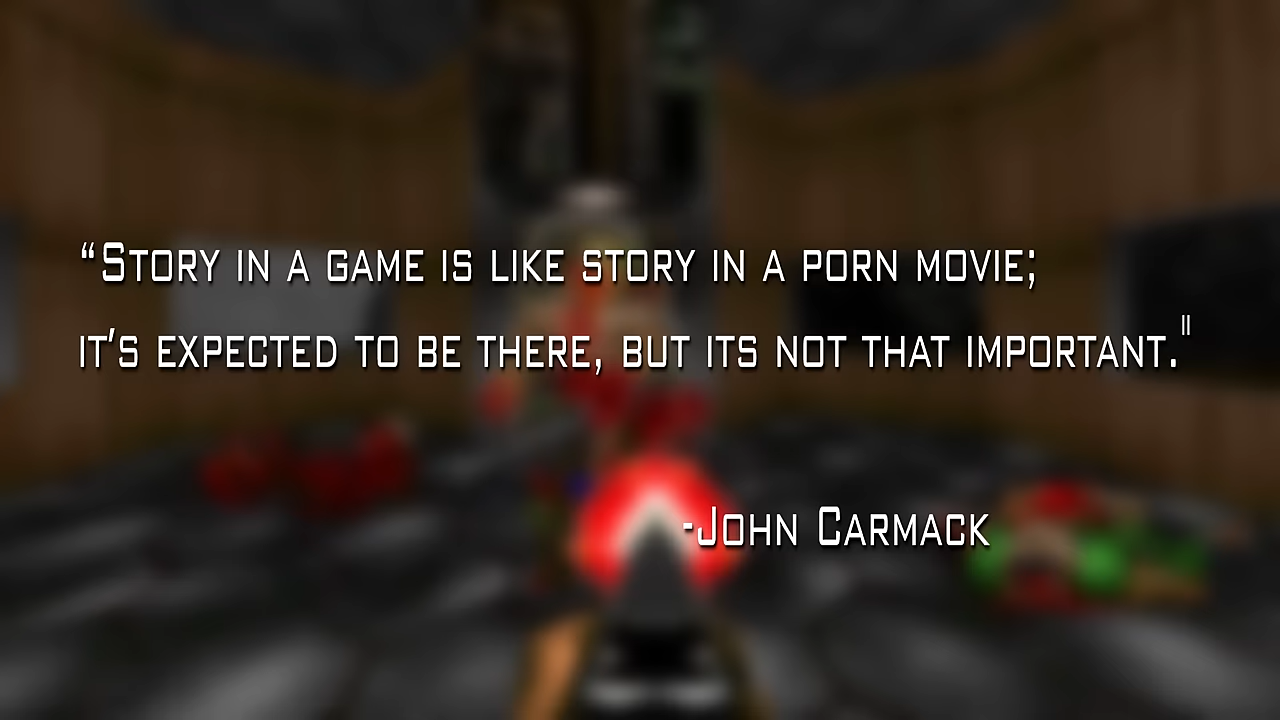 “Story in a game is like story in a porn movie;
it's expected to be there, but its not that important."
-John Carmack